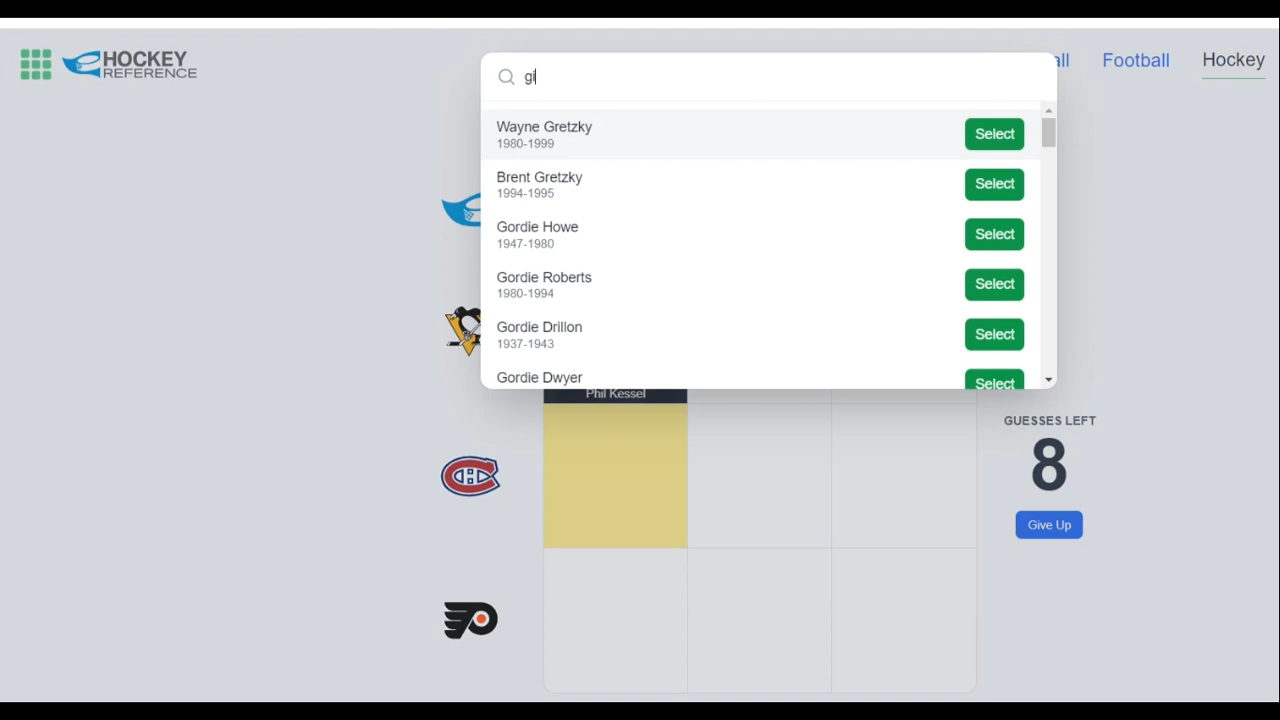 HOCKEY
REFERENCE
gi
all
Football
Hockey
Wayne Gretzky
1980-1999
Select
Brent Gretzky
1994-1995
Select
Gordie Howe
1947-1980
Select
Gordie Roberts
1980-1994
Select
Gordie Drillon
1937-1943
Select
Gordie Dwyer
Select
Phil Kessel
GUESSES LEFT
8
Give Up